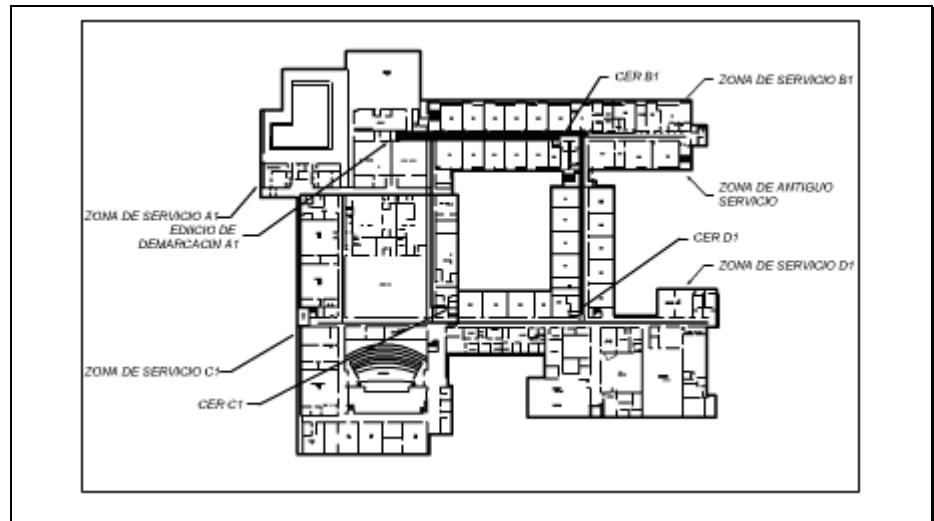 CER B1
ZONA DE SERVICIO B1
ZONA DE ANTIGUO
SERVICIO
ZONA DE SERVICIO A1
EDIICIO DE
DEMARCACIN A1
CER D1
ZONA DE SERVICIO D1
ZONA DE SERVICIO C1
CER C1